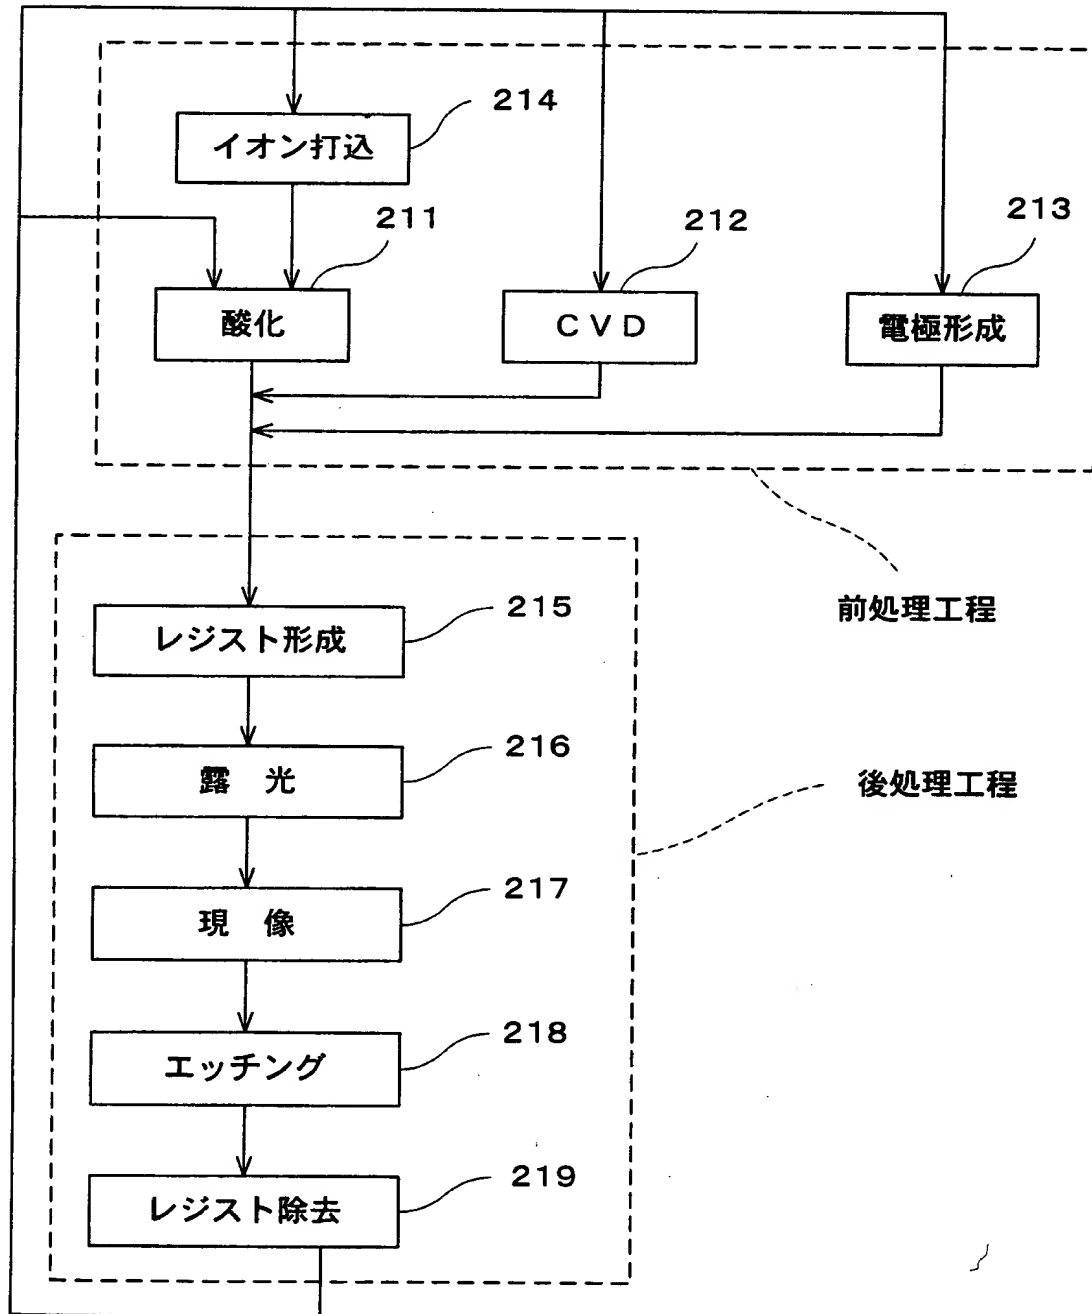 214
イオン打込
211
212
213
酸化
CVD
電極形成
215
前処理工程
レジスト形成
216
後処理工程
露 光
217
現 像
218
エッチング
219
レジスト除去